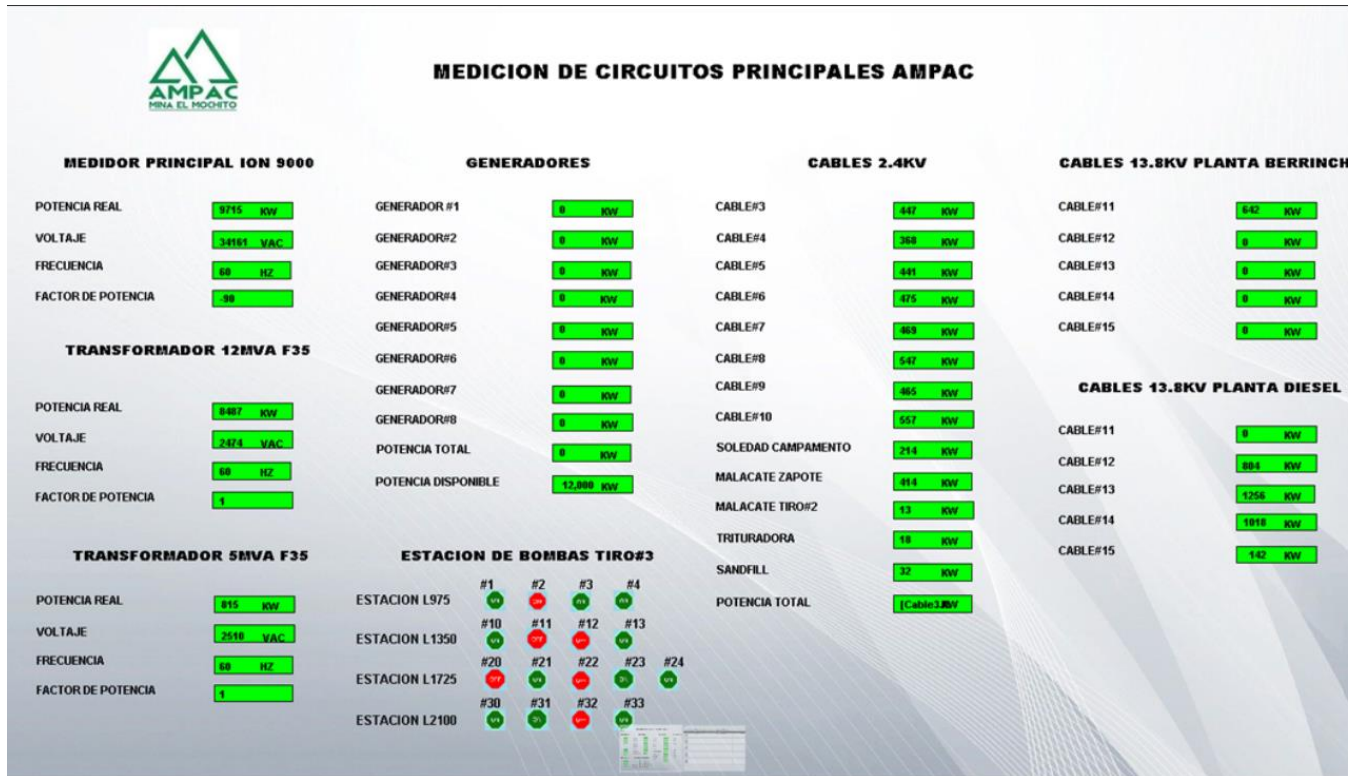 AMPAC
MINA EL MOCHITO
MEDICION DE CIRCUITOS PRINCIPALES AMPAC
MEDIDOR PRINCIPAL ION 9000
POTENCIA REAL 9715 KW
VOLTAJE 34161 VAC
FRECUENCIA 60 HZ
FACTOR DE POTENCIA -90
TRANSFORMADOR 12MVA F35
POTENCIA REAL 8487 KW
VOLTAJE 2474 VAC
FRECUENCIA 60 HZ
FACTOR DE POTENCIA 1
TRANSFORMADOR 5MVA F35
POTENCIA REAL 815 KW
VOLTAJE 2510 VAC
FRECUENCIA 60 HZ
FACTOR DE POTENCIA 1
GENERADORES
GENERADOR #1 0 KW
GENERADOR#2 0 KW
GENERADOR#3 0 KW
GENERADOR#4 0 KW
GENERADOR#5 0 KW
GENERADOR#6 0 KW
GENERADOR#7 0 KW
GENERADOR#8 0 KW
POTENCIA TOTAL 0 KW
POTENCIA DISPONIBLE 12,000 KW
ESTACION DE BOMBAS TIRO#3
#1 #2 #3 #4
ESTACION L975
#10 #11 #12 #13
ESTACION L1350
#20 #21 #22 #23 #24
ESTACION L1725
#30 #31 #32 #33
ESTACION L2100
CABLES 2.4KV
CABLE#3 447 KW
CABLE#4 368 KW
CABLE#5 441 KW
CABLE#6 475 KW
CABLE#7 469 KW
CABLE#8 547 KW
CABLE#9 465 KW
CABLE#10 557 KW
SOLEDAD CAMPAMENTO 214 KW
MALACATE ZAPOTE 414 KW
MALACATE TIRO#2 13 KW
TRITURADORA 18 KW
SANDFILL 32 KW
POTENCIA TOTAL
CABLES 13.8KV PLANTA BERRINCH
CABLE#11 642 KW
CABLE#12 0 KW
CABLE#13 0 KW
CABLE#14 0 KW
CABLE#15 0 KW
CABLES 13.8KV PLANTA DIESEL
CABLE#11 0 KW
CABLE#12 804 KW
CABLE#13 1256 KW
CABLE#14 1018 KW
CABLE#15 142 KW